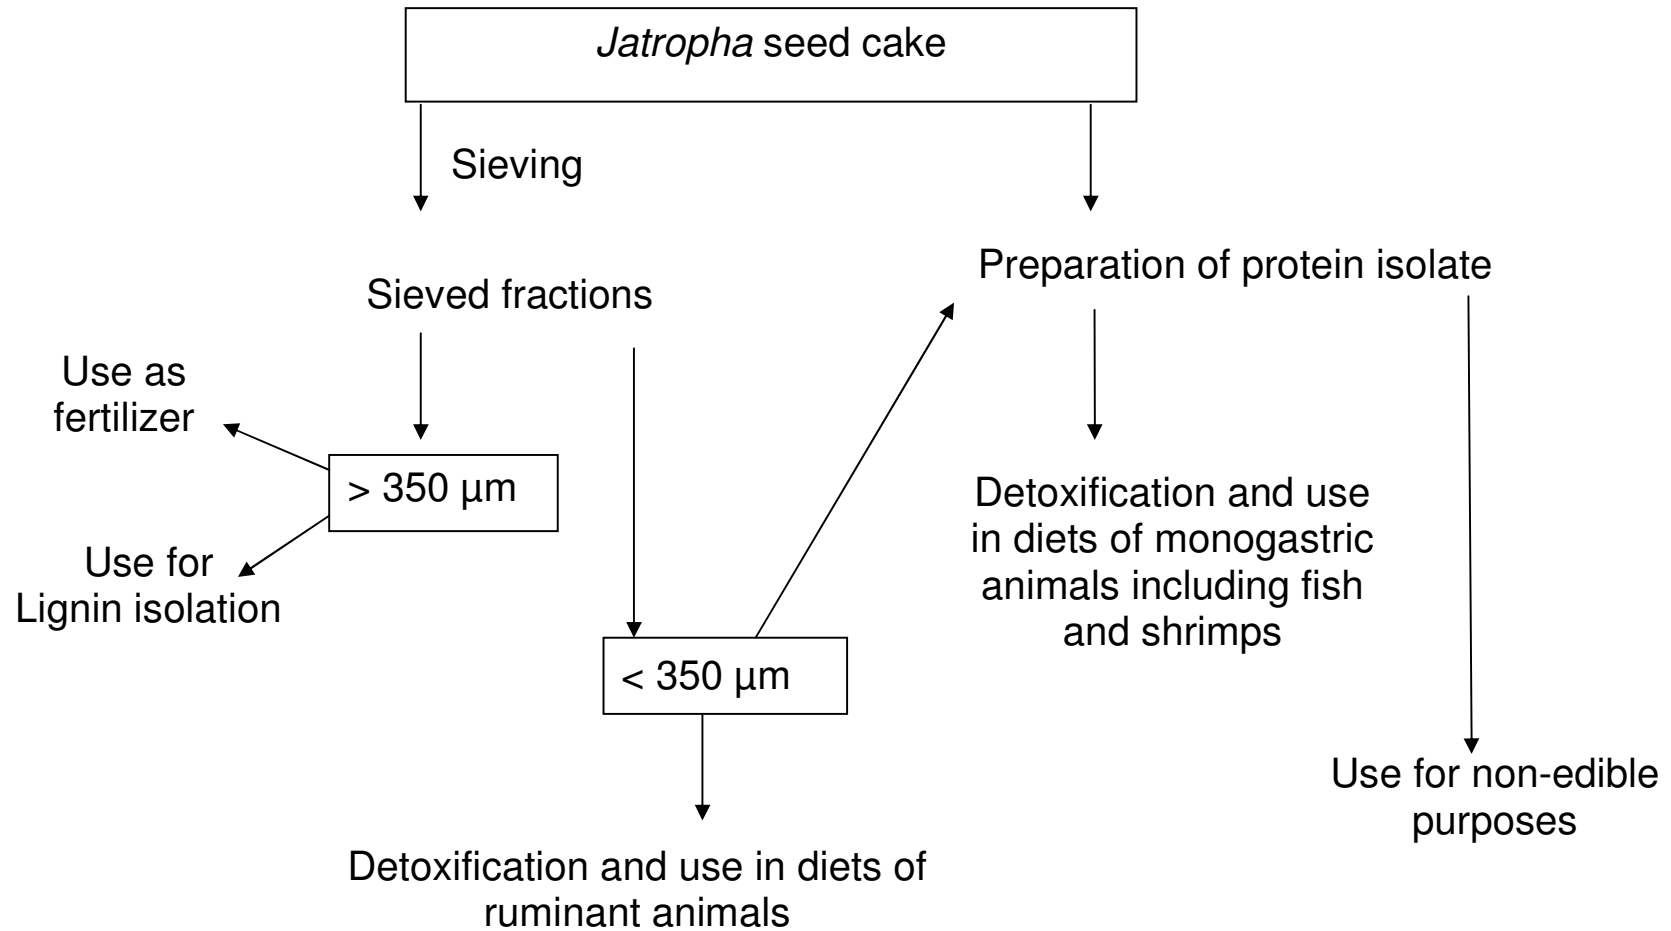 Jatropha seed cake
Sieving
Preparation of protein isolate
Sieved fractions
Use as
fertilizer
> 350 µm
Use for
Lignin isolation
Detoxification and use
in diets of monogastric
animals including fish
and shrimps
< 350 µm
Use for non-edible
purposes
Detoxification and use in diets of
ruminant animals